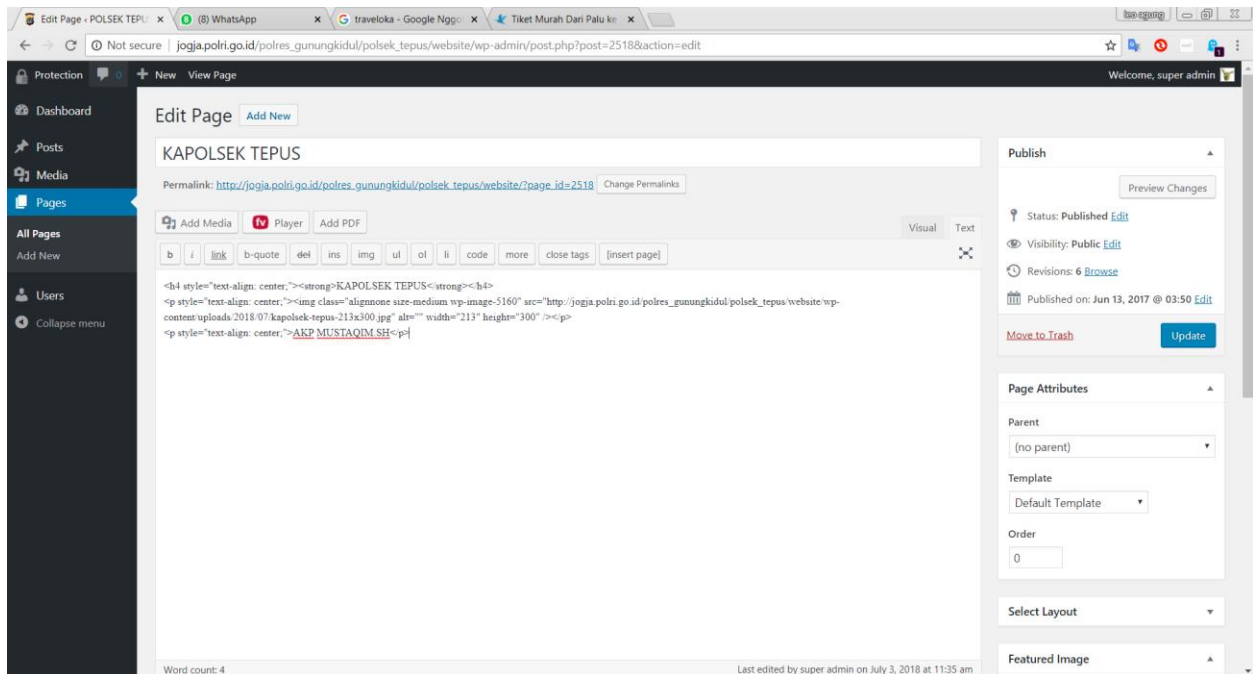 Edit Page ‹ POLSEK TEPU
(8) WhatsApp
traveloka - Google Nggo
Tiket Murah Dari Palu ke
Not secure | jogja.polri.go.id/polres_gunungkidul/polsek_tepus/website/wp-admin/post.php?post=2518&action=edit
Protection 0 + New View Page Welcome, super admin
Dashboard
Posts
Media
Pages
All Pages
Add New
Users
Collapse menu
Edit Page Add New
KAPOLSEK TEPUS
Permalink: http://jogja.polri.go.id/polres_gunungkidul/polsek_tepus/website/?page_id=2518 Change Permalinks
Add Media Player Add PDF Visual Text
b i link b-quote del ins img ul ol li code more close tags [insert page]
<h4 style="text-align: center;"><strong>KAPOLSEK TEPUS</strong></h4>
<p style="text-align: center;"><img class="alignnone size-medium wp-image-5160" src="http://jogja.polri.go.id/polres_gunungkidul/polsek_tepus/website/wp-
content/uploads/2018/07/kapolsek-tepus-213x300.jpg" alt="" width="213" height="300" /></p>
<p style="text-align: center;">AKP MUSTAQIM.SH</p>
Word count: 4 Last edited by super admin on July 3, 2018 at 11:35 am
Publish
Preview Changes
Status: Published Edit
Visibility: Public Edit
Revisions: 6 Browse
Published on: Jun 13, 2017 @ 03:50 Edit
Move to Trash Update
Page Attributes
Parent
(no parent)
Template
Default Template
Order
0
Select Layout
Featured Image